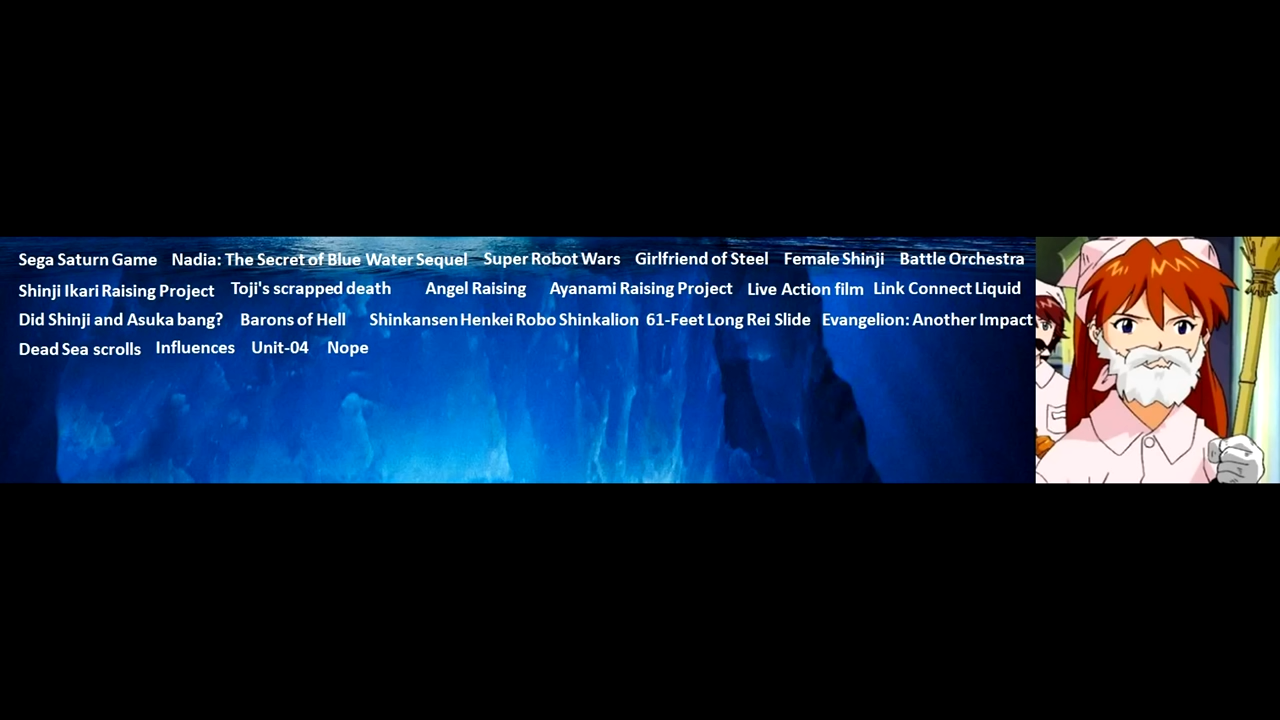 Sega Saturn Game Nadia: The Secret of Blue Water Sequel Super Robot Wars Girlfriend of Steel Female Shinji Battle Orchestra
Shinji Ikari Raising Project Toji's scrapped death Angel Raising Ayanami Raising Project Live Action film Link Connect Liquid
Did Shinji and Asuka bang? Barons of Hell Shinkansen Henkei Robo Shinkalion 61-Feet Long Rei Slide Evangelion: Another Impact
Dead Sea scrolls Influences Unit-04 Nope